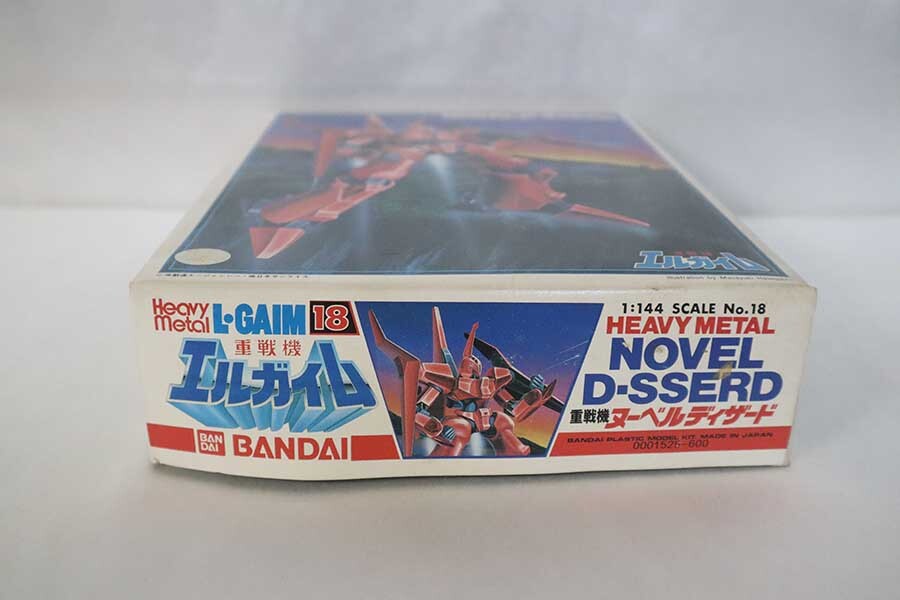 エルガイム
Heavy Metal L·GAIM 18
重戦機
エルガイム
BAN DAI BANDAI
1:144 SCALE No.18
HEAVY METAL
NOVEL
D-SSERD
重戦機 ヌーベルディザード
BANDAI PLASTIC MODEL KIT. MADE IN JAPAN
0001525-600